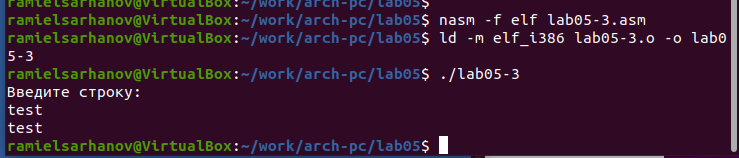 ramielsarhanov@VirtualBox:~/work/arch-pc/lab05$ nasm -f elf lab05-3.asm
ramielsarhanov@VirtualBox:~/work/arch-pc/lab05$ ld -m elf_i386 lab05-3.o -o lab0
5-3
ramielsarhanov@VirtualBox:~/work/arch-pc/lab05$ ./lab05-3
Введите строку:
test
test
ramielsarhanov@VirtualBox:~/work/arch-pc/lab05$